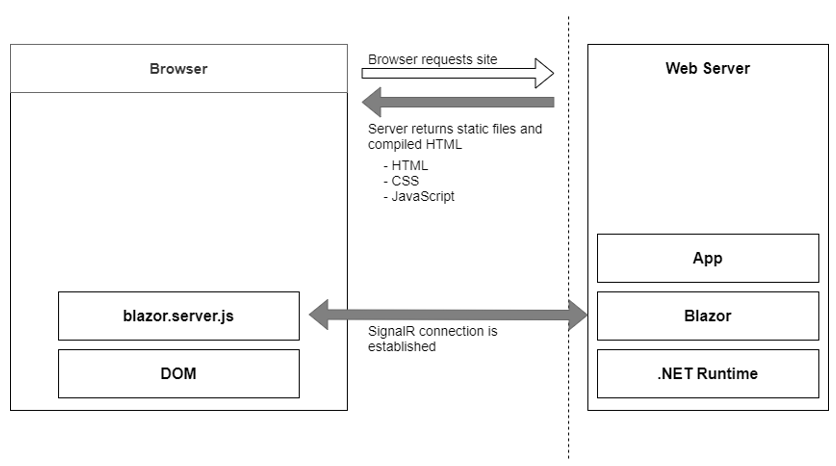 Browser
Browser requests site
Web Server
Server returns static files and
compiled HTML
- HTML
- CSS
- JavaScript
App
blazor.server.js
Blazor
SignalR connection is
established
DOM
.NET Runtime